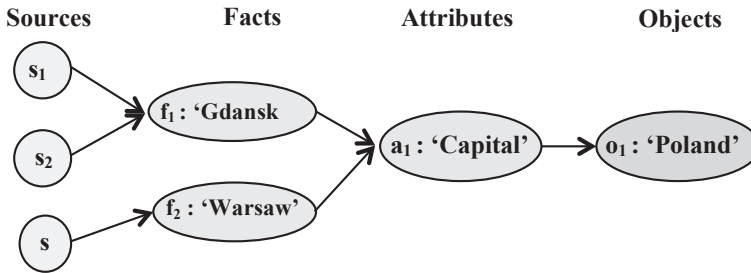 Sources Facts Attributes Objects
s₁
f₁ : ‘Gdansk
s₂
a₁ : ‘Capital’ o₁ : ‘Poland’
f₂ : ‘Warsaw’
s